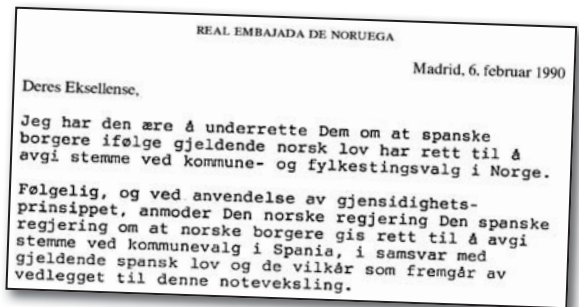 REAL EMBAJADA DE NORUEGA
Madrid, 6. februar 1990
Deres Eksellense,
Jeg har den ære å underrette Dem om at spanske
borgere ifølge gjeldende norsk lov har rett til å
avgi stemme ved kommune- og fylkestingsvalg i Norge.
Følgelig, og ved anvendelse av gjensidighets-
prinsippet, anmoder Den norske regjering Den spanske
regjering om at norske borgere gis rett til å avgi
stemme ved kommunevalg i Spania, i samsvar med
gjeldende spansk lov og de vilkår som fremgår av
vedlegget til denne noteveksling.